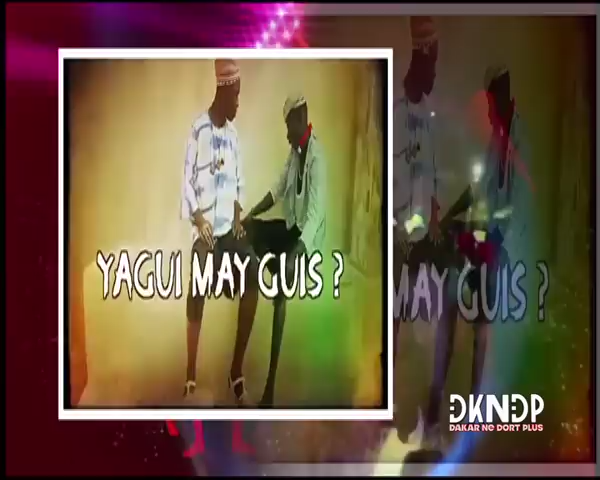 YAGUI MAY GUIS ?
MAY GUIS ?
DKNDP
DAKAR NE DORT PLUS